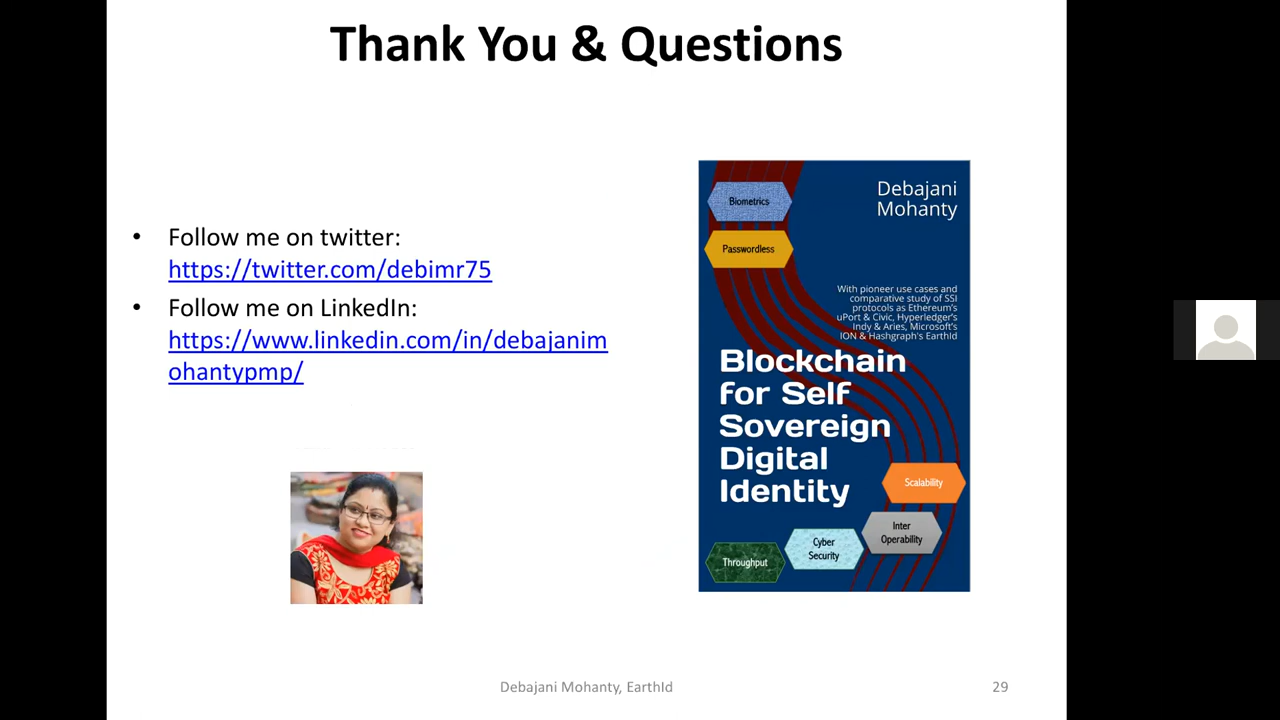 Thank You & Questions
• Follow me on twitter:
https://twitter.com/debimr75
• Follow me on LinkedIn:
https://www.linkedin.com/in/debajanim
ohantypmp/
Biometrics
Debajani
Mohanty
Passwordless
With pioneer use cases and
comparative study of SSI
protocols as Ethereum's
uPort & Civic, Hyperledger's
Indy & Aries, Microsoft's
ION & Hashgraph's EarthId
Blockchain
for Self
Sovereign
Digital
Identity
Scalability
Inter
Operability
Cyber
Security
Throughput
Debajani Mohanty, EarthId
29